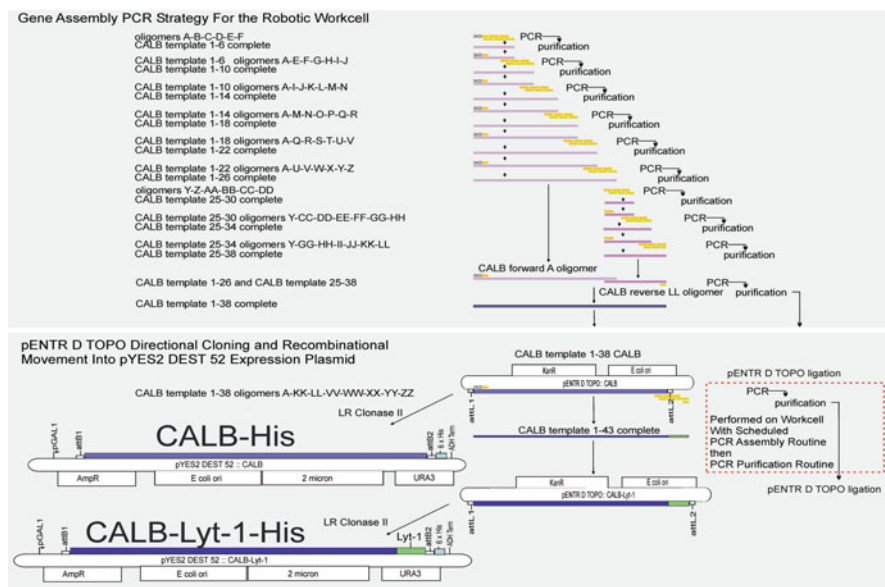 Gene Assembly PCR Strategy For the Robotic Workcell
oligomers A-B-C-D-E-F
CALB template 1-6 complete
CALB template 1-6 oligomers A-E-F-G-H-I-J
CALB template 1-10 complete
CALB template 1-10 oligomers A-I-J-K-L-M-N
CALB template 1-14 complete
CALB template 1-14 oligomers A-M-N-O-P-Q-R
CALB template 1-18 complete
CALB template 1-18 oligomers A-Q-R-S-T-U-V
CALB template 1-22 complete
CALB template 1-22 oligomers A-U-V-W-X-Y-Z
CALB template 1-26 complete
oligomers Y-Z-AA-BB-CC-DD
CALB template 25-30 complete
CALB template 25-30 oligomers Y-CC-DD-EE-FF-GG-HH
CALB template 25-34 complete
CALB template 25-34 oligomers Y-GG-HH-II-JJ-KK-LL
CALB template 25-38 complete
CALB template 1-26 and CALB template 25-38
CALB template 1-38 complete
PCR
purification
PCR
purification
PCR
purification
PCR
purification
PCR
purification
PCR
purification
PCR
purification
PCR
purification
PCR
purification
CALB forward A oligomer
PCR
purification
CALB reverse LL oligomer
pENTR D TOPO Directional Cloning and Recombinational
Movement Into pYES2 DEST 52 Expression Plasmid
CALB template 1-38 CALB
KanR
E coli ori
pENTR D TOPO: CALB
attL1
attL2
CALB template 1-38 oligomers A-KK-LL-VV-WW-XX-YY-ZZ
LR Clonase II
CALB template 1-43 complete
pENTR D TOPO ligation
PCR
purification
Performed on Workcell
With Scheduled
PCR Assembly Routine
then
PCR Purification Routine
pENTR D TOPO ligation
pGAL1
attB1
CALB-His
attB2
6 x His
ADH Term
pYES2 DEST 52 :: CALB
AmpR
E coli ori
2 micron
URA3
KanR
E coli ori
pENTR D TOPO: CALB-Lyt-1
attL1
attL2
LR Clonase II
pGAL1
attB1
CALB-Lyt-1-His
Lyt-1
attB2
6 x His
ADH Term
pYES2 DEST 52 :: CALB-Lyt-1
AmpR
E coli ori
2 micron
URA3